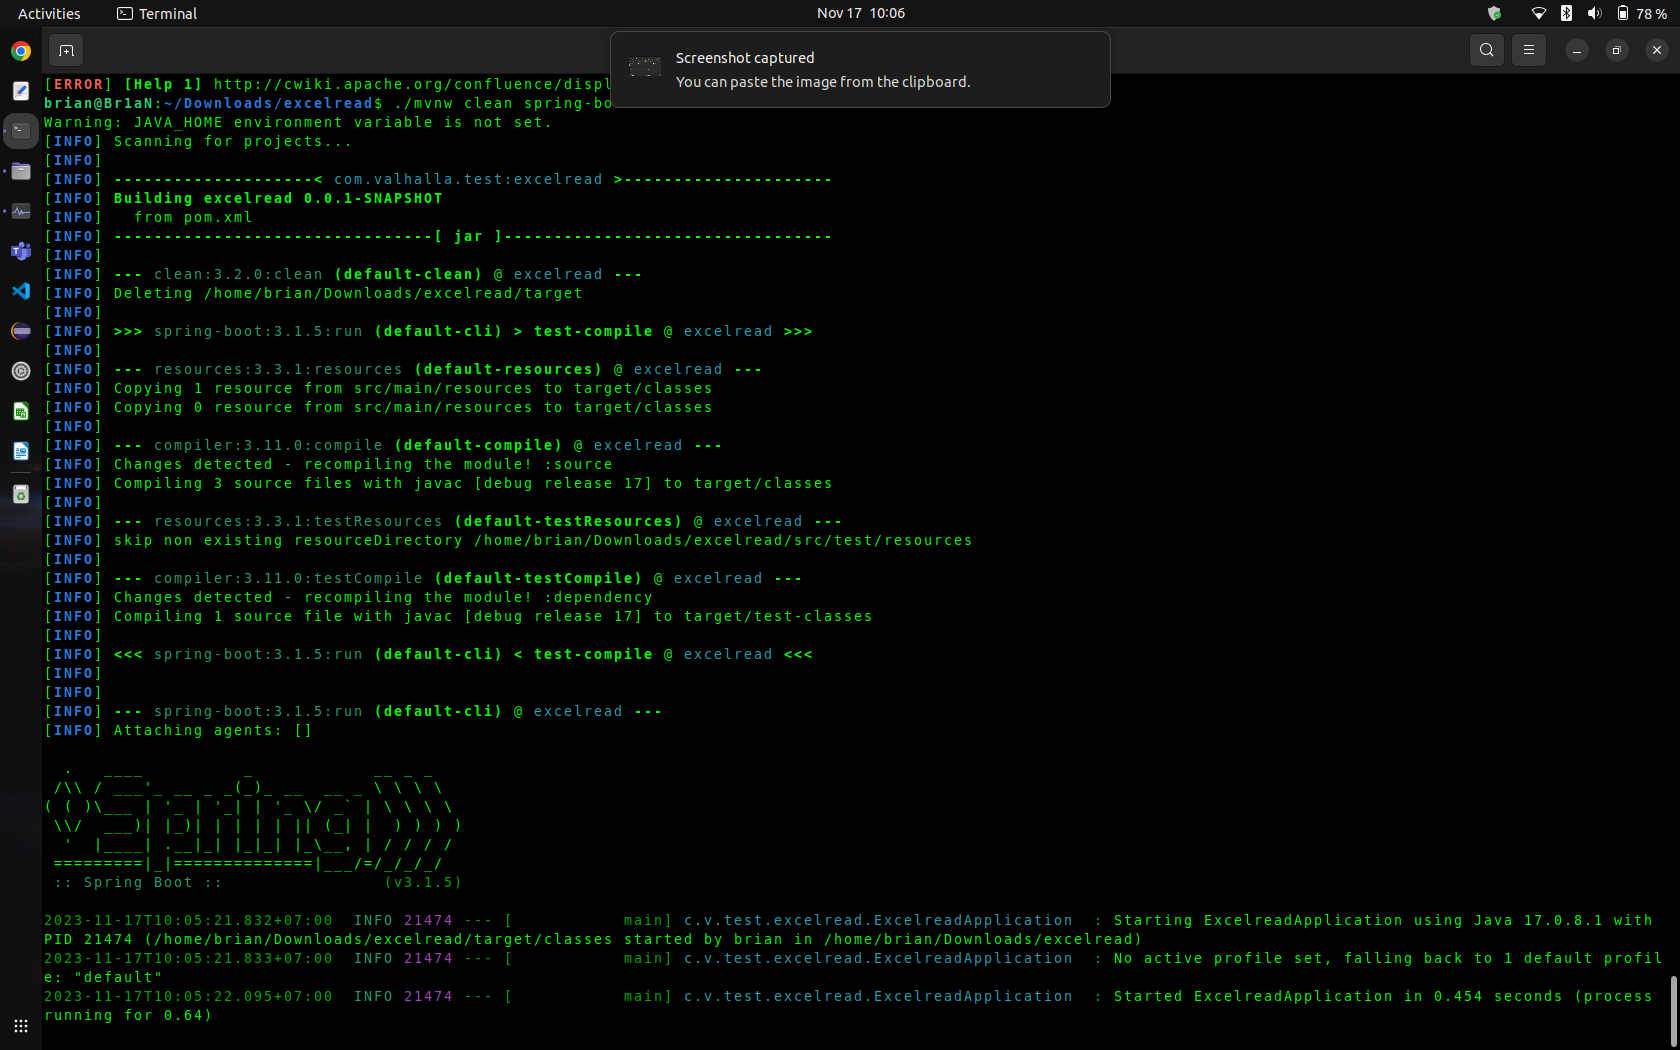 Activities
Terminal
Nov 17 10:06
78 %
Screenshot captured
You can paste the image from the clipboard.
[ERROR] [Help 1] http://cwiki.apache.org/confluence/displ
brian@Br1aN:~/Downloads/excelread$ ./mvnw clean spring-bo
Warning: JAVA_HOME environment variable is not set.
[INFO] Scanning for projects...
[INFO]
[INFO] --------------------< com.valhalla.test:excelread >---------------------
[INFO] Building excelread 0.0.1-SNAPSHOT
[INFO]   from pom.xml
[INFO] --------------------------------[ jar ]---------------------------------
[INFO]
[INFO] --- clean:3.2.0:clean (default-clean) @ excelread ---
[INFO] Deleting /home/brian/Downloads/excelread/target
[INFO]
[INFO] >>> spring-boot:3.1.5:run (default-cli) > test-compile @ excelread >>>
[INFO]
[INFO] --- resources:3.3.1:resources (default-resources) @ excelread ---
[INFO] Copying 1 resource from src/main/resources to target/classes
[INFO] Copying 0 resource from src/main/resources to target/classes
[INFO]
[INFO] --- compiler:3.11.0:compile (default-compile) @ excelread ---
[INFO] Changes detected - recompiling the module! :source
[INFO] Compiling 3 source files with javac [debug release 17] to target/classes
[INFO]
[INFO] --- resources:3.3.1:testResources (default-testResources) @ excelread ---
[INFO] skip non existing resourceDirectory /home/brian/Downloads/excelread/src/test/resources
[INFO]
[INFO] --- compiler:3.11.0:testCompile (default-testCompile) @ excelread ---
[INFO] Changes detected - recompiling the module! :dependency
[INFO] Compiling 1 source file with javac [debug release 17] to target/test-classes
[INFO]
[INFO] <<< spring-boot:3.1.5:run (default-cli) < test-compile @ excelread <<<
[INFO]
[INFO]
[INFO] --- spring-boot:3.1.5:run (default-cli) @ excelread ---
[INFO] Attaching agents: []
  .   ____          _            __ _ _
 /\\ / ___'_ __ _ _(_)_ __  __ _ \ \ \ \
( ( )\___ | '_ | '_| | '_ \/ _` | \ \ \ \
 \\/  ___)| |_)| | | | | || (_| |  ) ) ) )
  '  |____| .__|_| |_|_| |_\__, | / / / /
 =========|_|==============|___/=/_/_/_/
 :: Spring Boot ::                (v3.1.5)
2023-11-17T10:05:21.832+07:00  INFO 21474 --- [           main] c.v.test.excelread.ExcelreadApplication  : Starting ExcelreadApplication using Java 17.0.8.1 with
PID 21474 (/home/brian/Downloads/excelread/target/classes started by brian in /home/brian/Downloads/excelread)
2023-11-17T10:05:21.833+07:00  INFO 21474 --- [           main] c.v.test.excelread.ExcelreadApplication  : No active profile set, falling back to 1 default profil
e: "default"
2023-11-17T10:05:22.095+07:00  INFO 21474 --- [           main] c.v.test.excelread.ExcelreadApplication  : Started ExcelreadApplication in 0.454 seconds (process
running for 0.64)